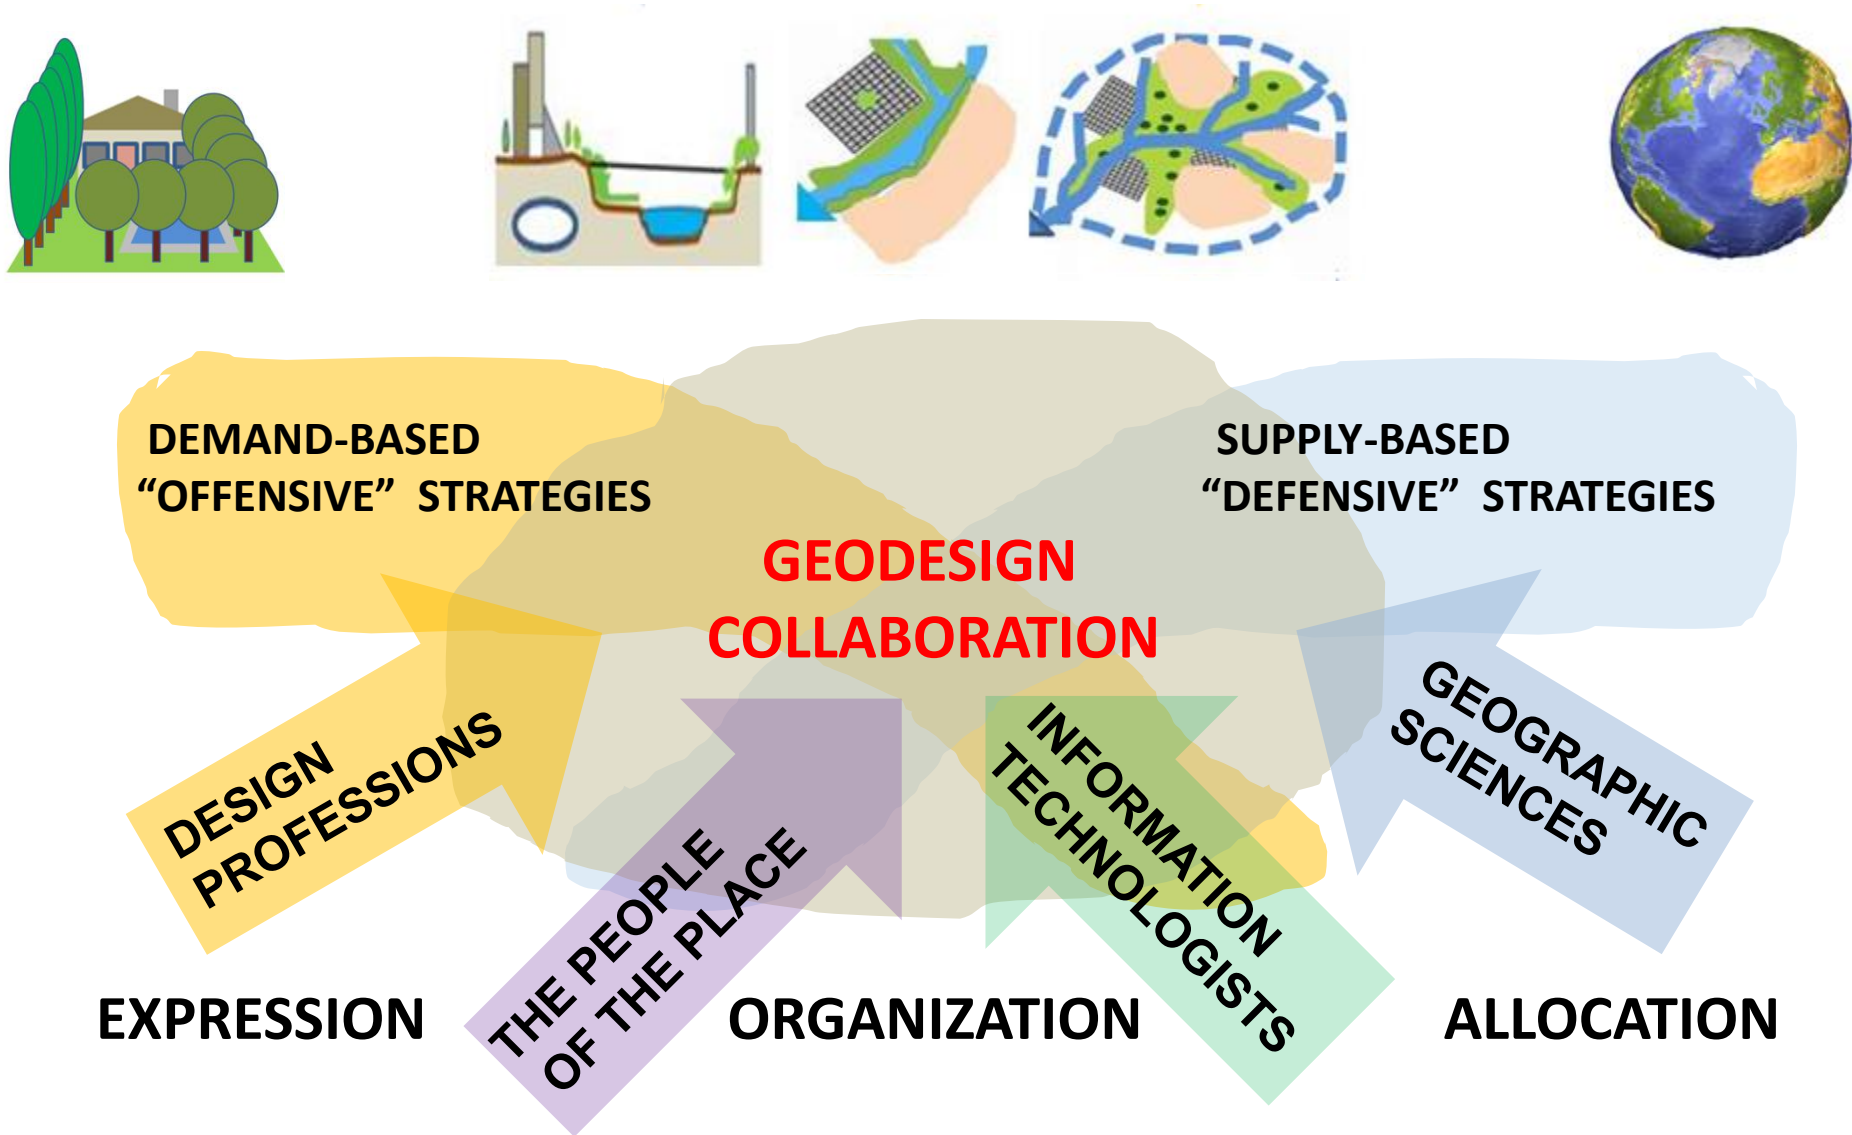 DEMAND-BASED
“OFFENSIVE” STRATEGIES
SUPPLY-BASED
“DEFENSIVE” STRATEGIES
GEODESIGN
COLLABORATION
DESIGN
PROFESSIONS
THE PEOPLE
OF THE PLACE
INFORMATION
TECHNOLOGISTS
GEOGRAPHIC
SCIENCES
EXPRESSION
ORGANIZATION
ALLOCATION